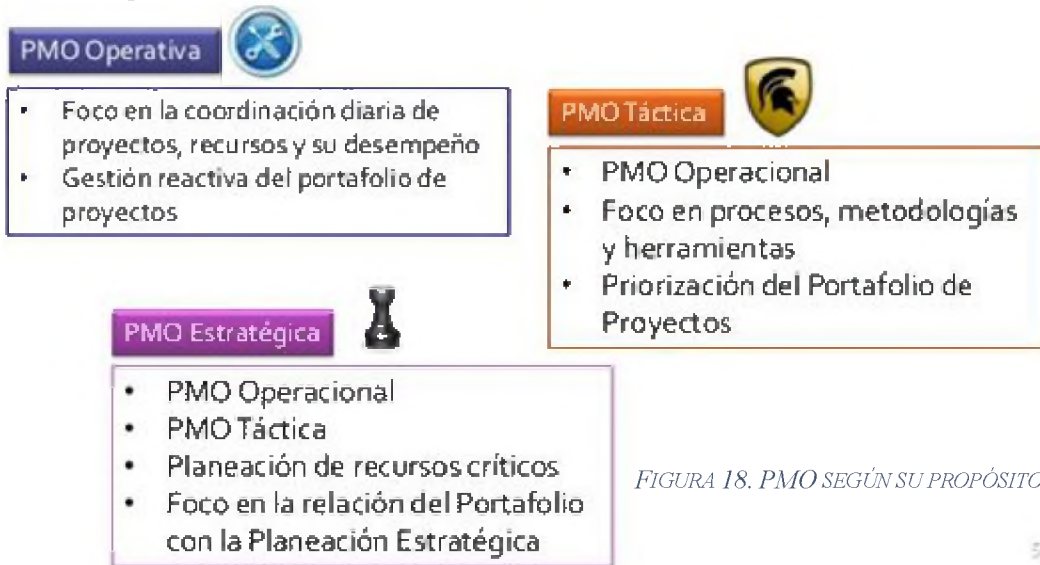 PMO Operativa
• Foco en la coordinación diaria de
proyectos, recursos y su desempeño
• Gestión reactiva del portafolio de
proyectos
PMO Táctica
• PMO Operacional
• Foco en procesos, metodologías
y herramientas
• Priorización del Portafolio de
Proyectos
PMO Estratégica
• PMO Operacional
• PMO Táctica
• Planeación de recursos críticos
• Foco en la relación del Portafolio
con la Planeación Estratégica
FIGURA 18. PMO SEGÚN SU PROPÓSITO
5